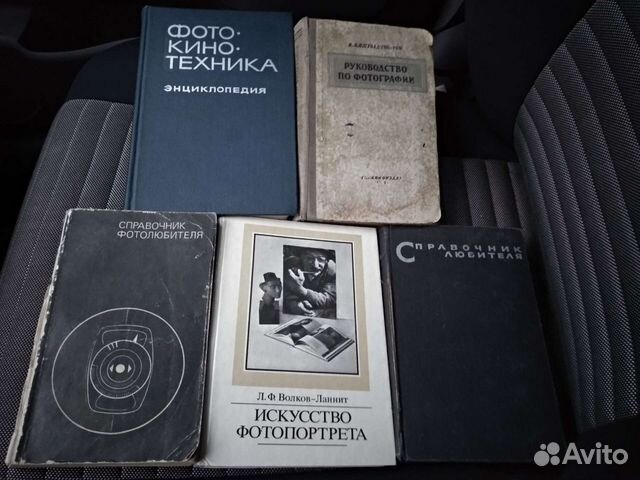 ФОТО·
КИНО·
ТЕХНИКА
ЭНЦИКЛОПЕДИЯ
РУКОВОДСТВО
ПО ФОТОГРАФИИ
СПРАВОЧНИК
ФОТОЛЮБИТЕЛЯ
Л.Ф. Волков-Ланнит
ИСКУССТВО
ФОТОПОРТРЕТА
СПРАВОЧНИК
ЛЮБИТЕЛЯ
Avito